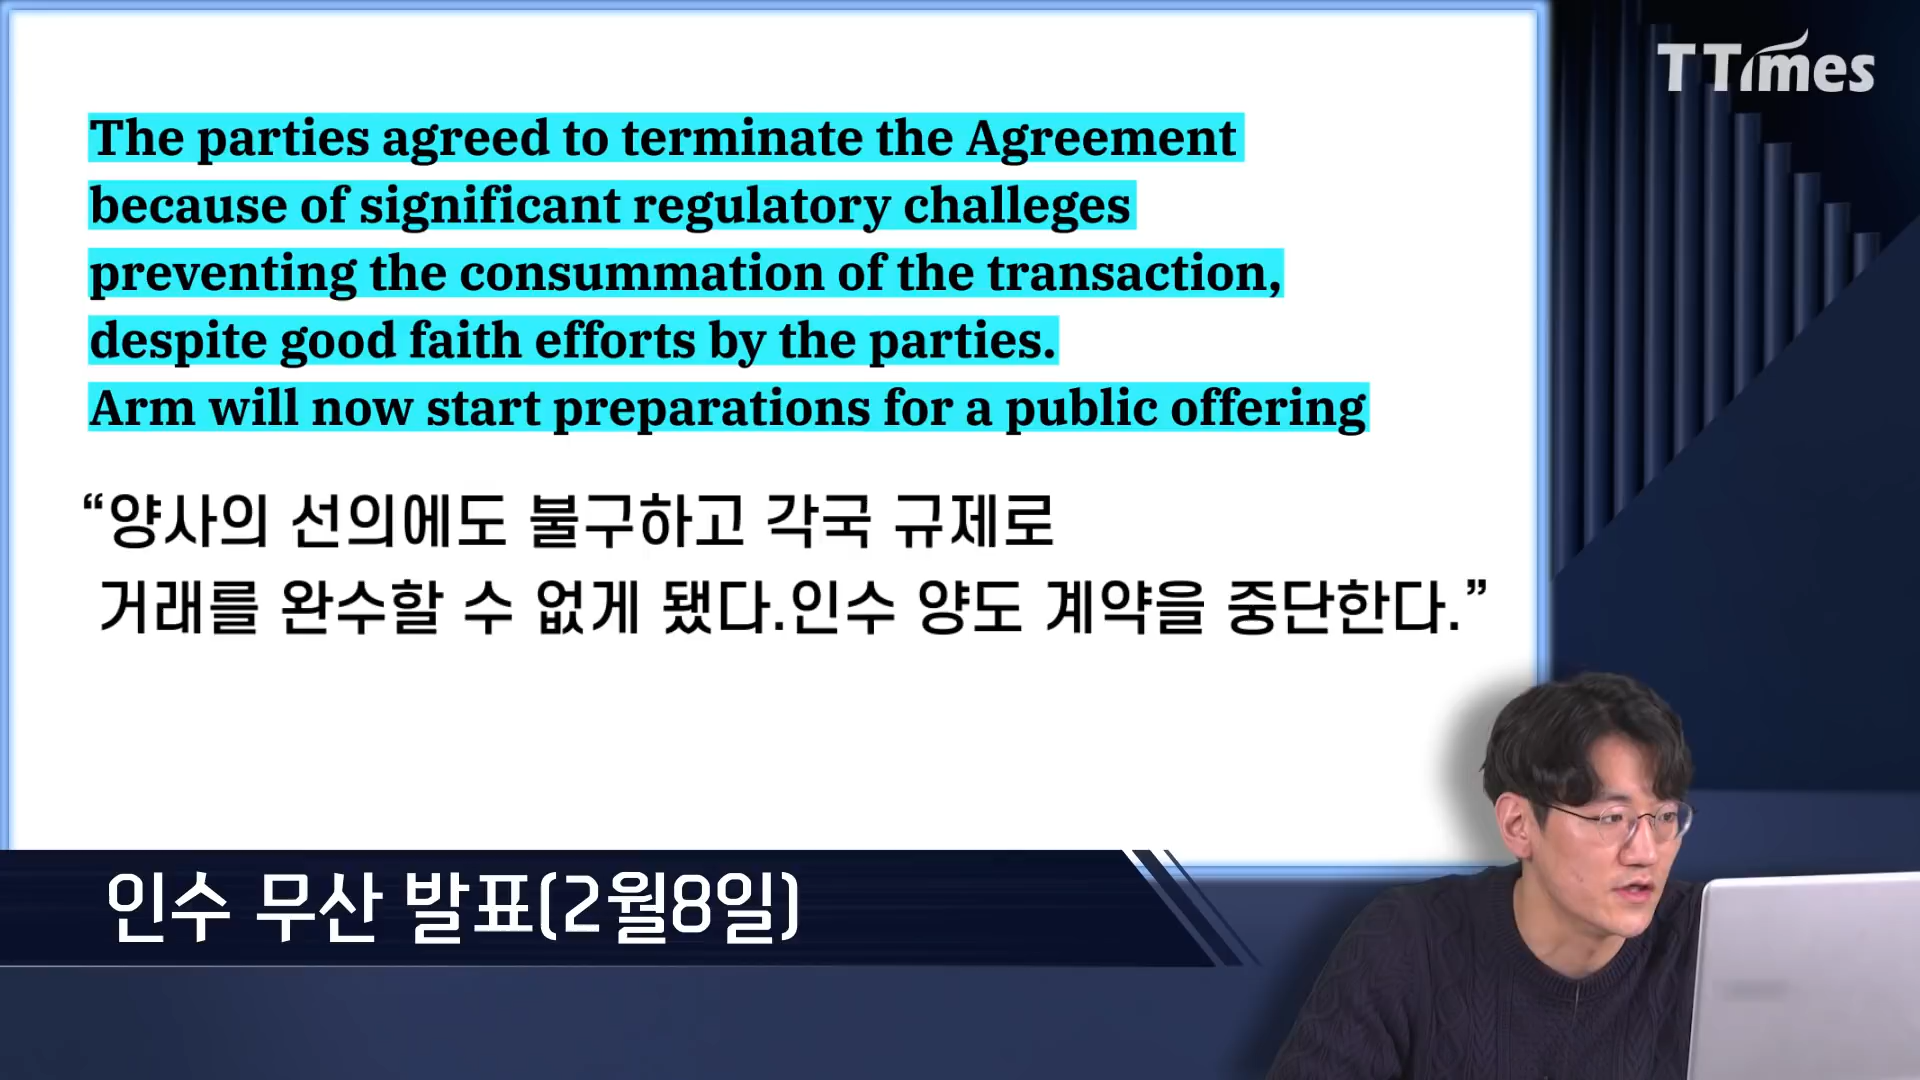 TTimes
The parties agreed to terminate the Agreement
because of significant regulatory challeges
preventing the consummation of the transaction,
despite good faith efforts by the parties.
Arm will now start preparations for a public offering
“양사의 선의에도 불구하고 각국 규제로
거래를 완수할 수 없게 됐다.인수 양도 계약을 중단한다.”
인수 무산 발표(2월8일)